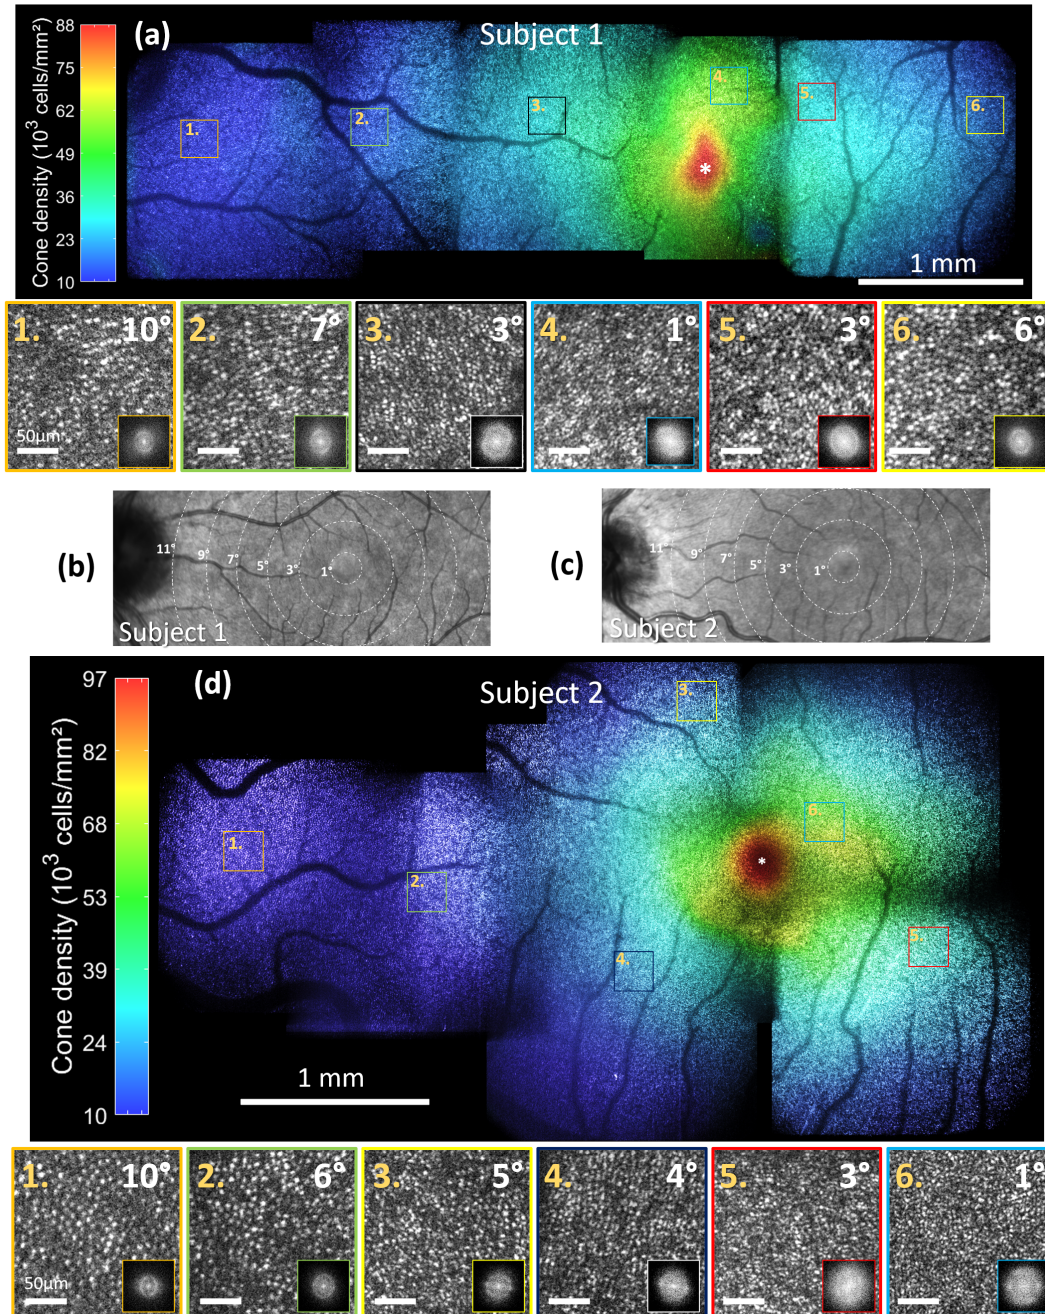 (a)
Subject 1
Cone density (10³ cells/mm²)
88
75
62
49
36
23
10
1.
2.
3.
4.
5.
6.
*
1 mm
1. 10°
50µm
2. 7°
3. 3°
4. 1°
5. 3°
6. 6°
(b)
11° 9° 7° 5° 3° 1°
Subject 1
(c)
11° 9° 7° 5° 3° 1°
Subject 2
(d)
Subject 2
Cone density (10³ cells/mm²)
97
82
68
53
39
24
10
3.
6.
1.
2.
*
5.
4.
1 mm
1. 10°
50µm
2. 6°
3. 5°
4. 4°
5. 3°
6. 1°